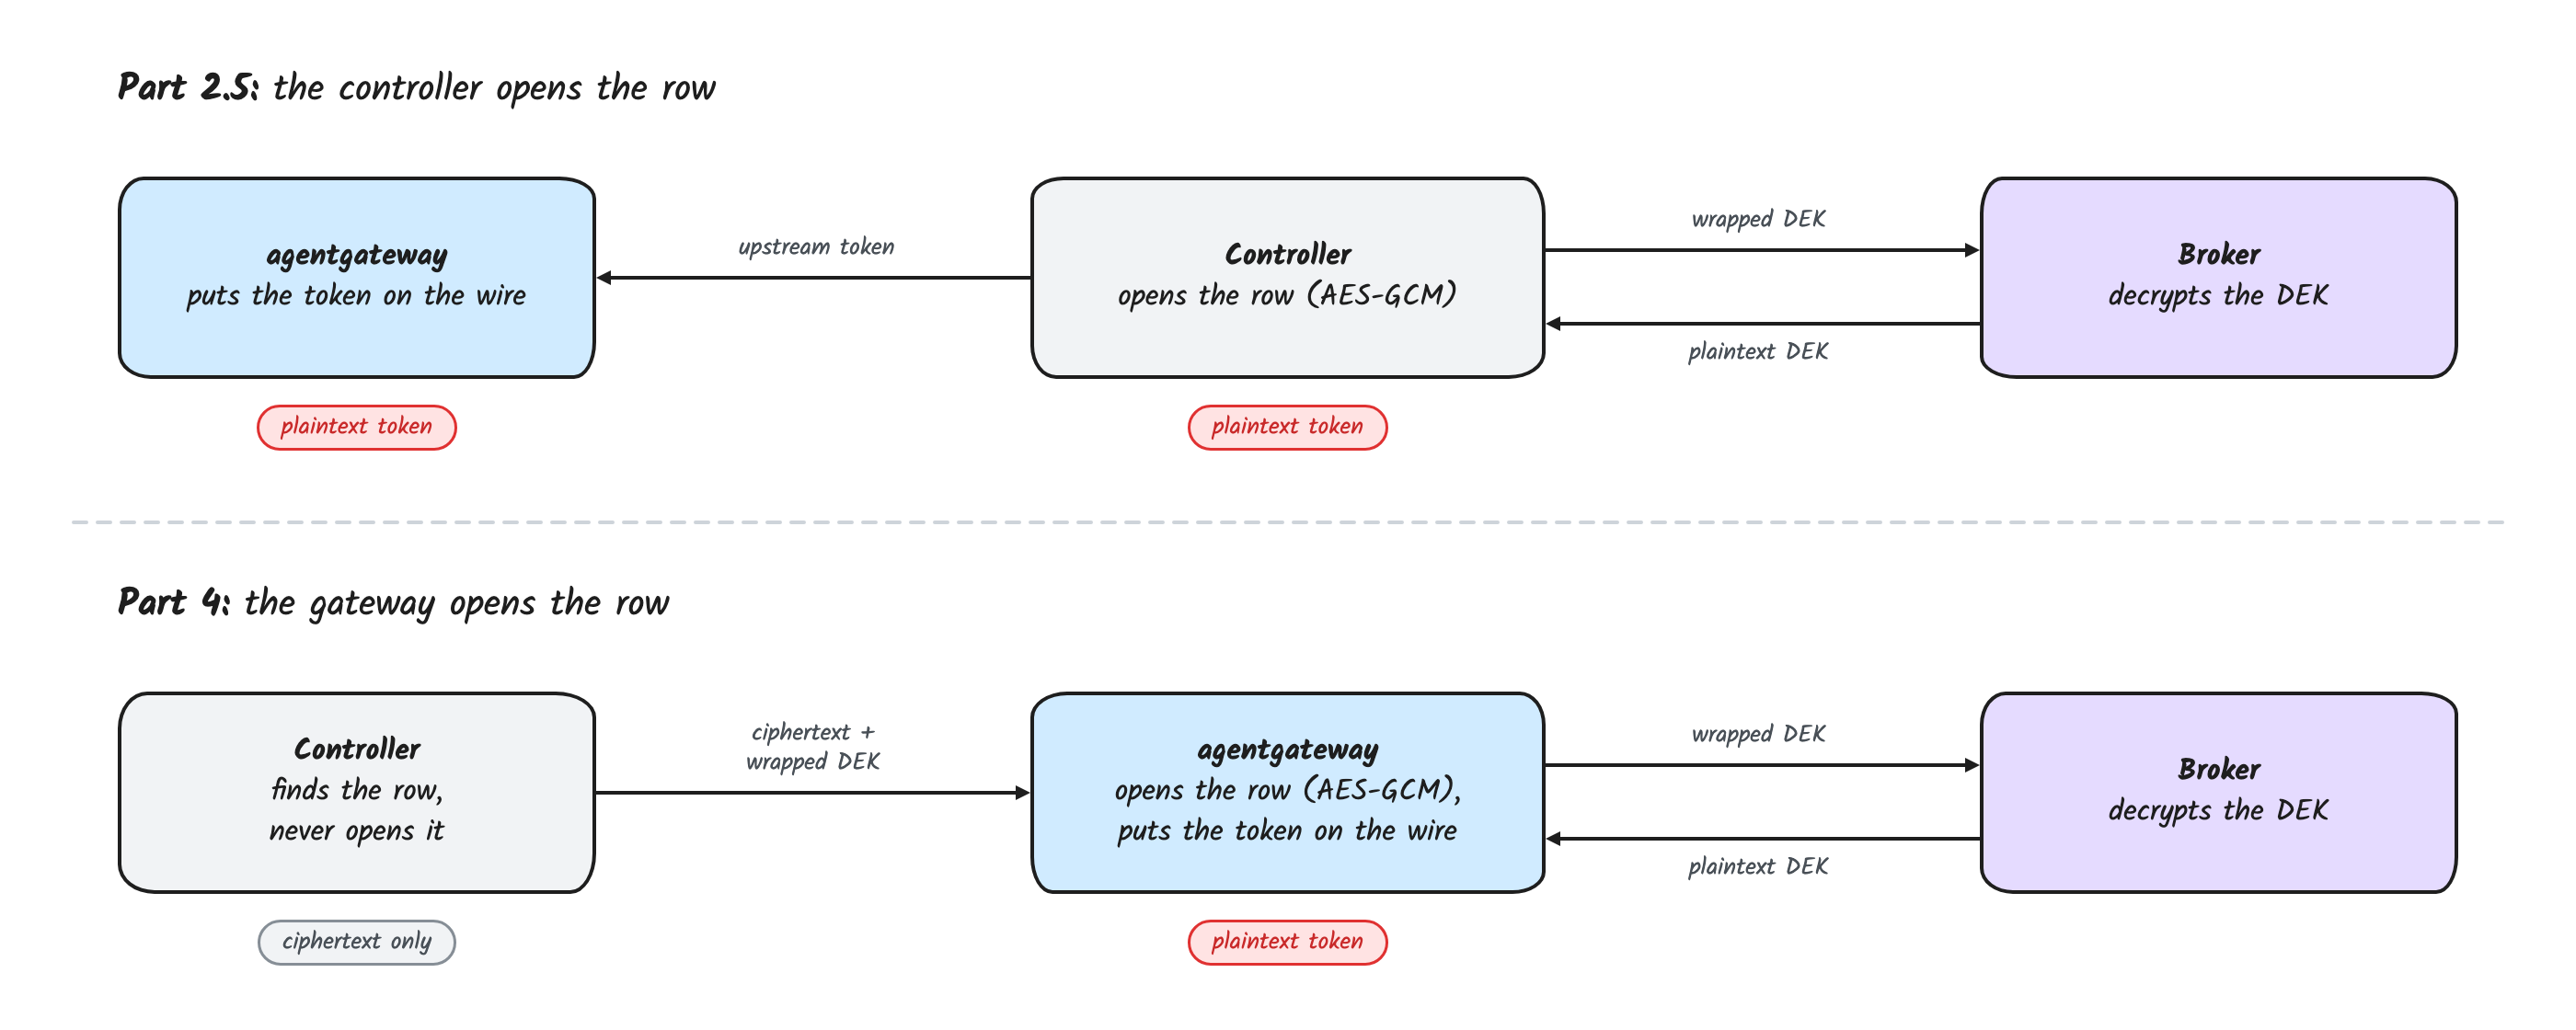 Part 2.5: the controller opens the row
agentgateway
puts the token on the wire
upstream token
Controller
opens the row (AES-GCM)
wrapped DEK
plaintext DEK
Broker
decrypts the DEK
plaintext token
plaintext token
Part 4: the gateway opens the row
Controller
finds the row,
never opens it
ciphertext +
wrapped DEK
agentgateway
opens the row (AES-GCM),
puts the token on the wire
wrapped DEK
plaintext DEK
Broker
decrypts the DEK
ciphertext only
plaintext token